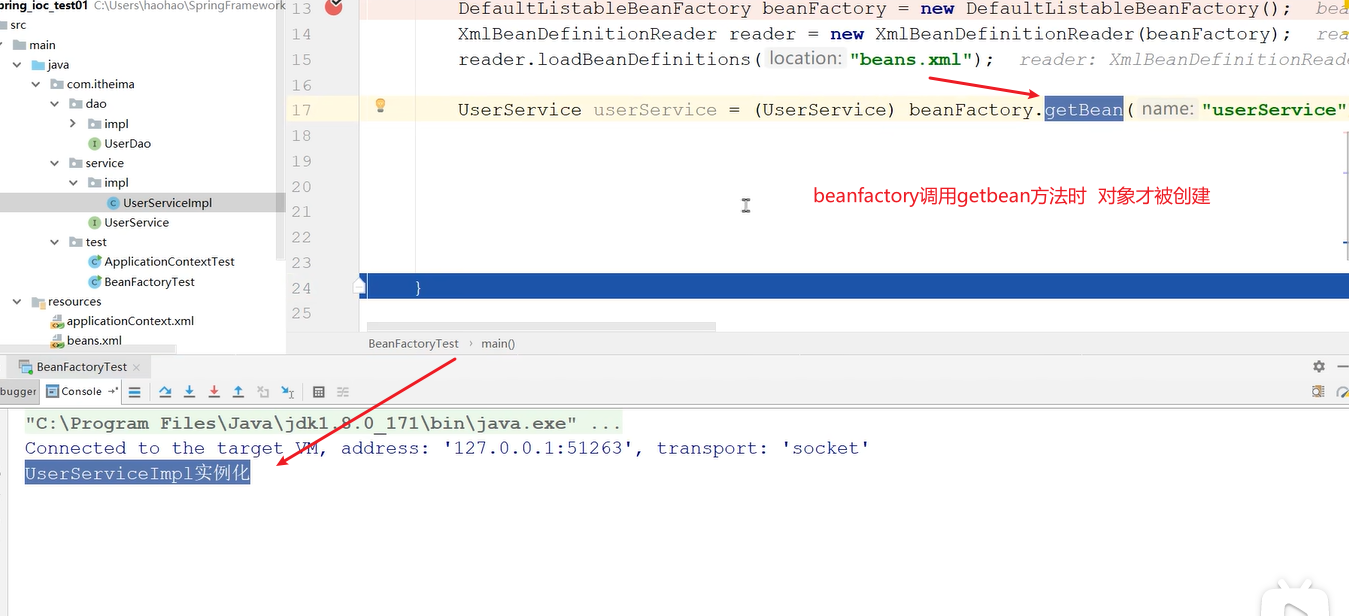 pring_ioc_test01 C:\Users\haohao\SpringFramework
src
main
java
com.itheima
dao
impl
UserDao
service
impl
UserServiceImpl
UserService
test
ApplicationContextTest
BeanFactoryTest
resources
applicationContext.xml
beans.xml
13 DefaultListableBeanFactory beanFactory = new DefaultListableBeanFactory(); bea
14 XmlBeanDefinitionReader reader = new XmlBeanDefinitionReader(beanFactory); rea
15 reader.loadBeanDefinitions( location: "beans.xml"); reader: XmlBeanDefinitionReade
16
17 UserService userService = (UserService) beanFactory.getBean( name: "userService"
18
19
20
beanfactory调用getbean方法时 对象才被创建
21
22
23
24 }
25
BeanFactoryTest › main()
BeanFactoryTest
bugger Console
"C:\Program Files\Java\jdk1.8.0_171\bin\java.exe" ...
Connected to the target VM, address: '127.0.0.1:51263', transport: 'socket'
UserServiceImpl实例化